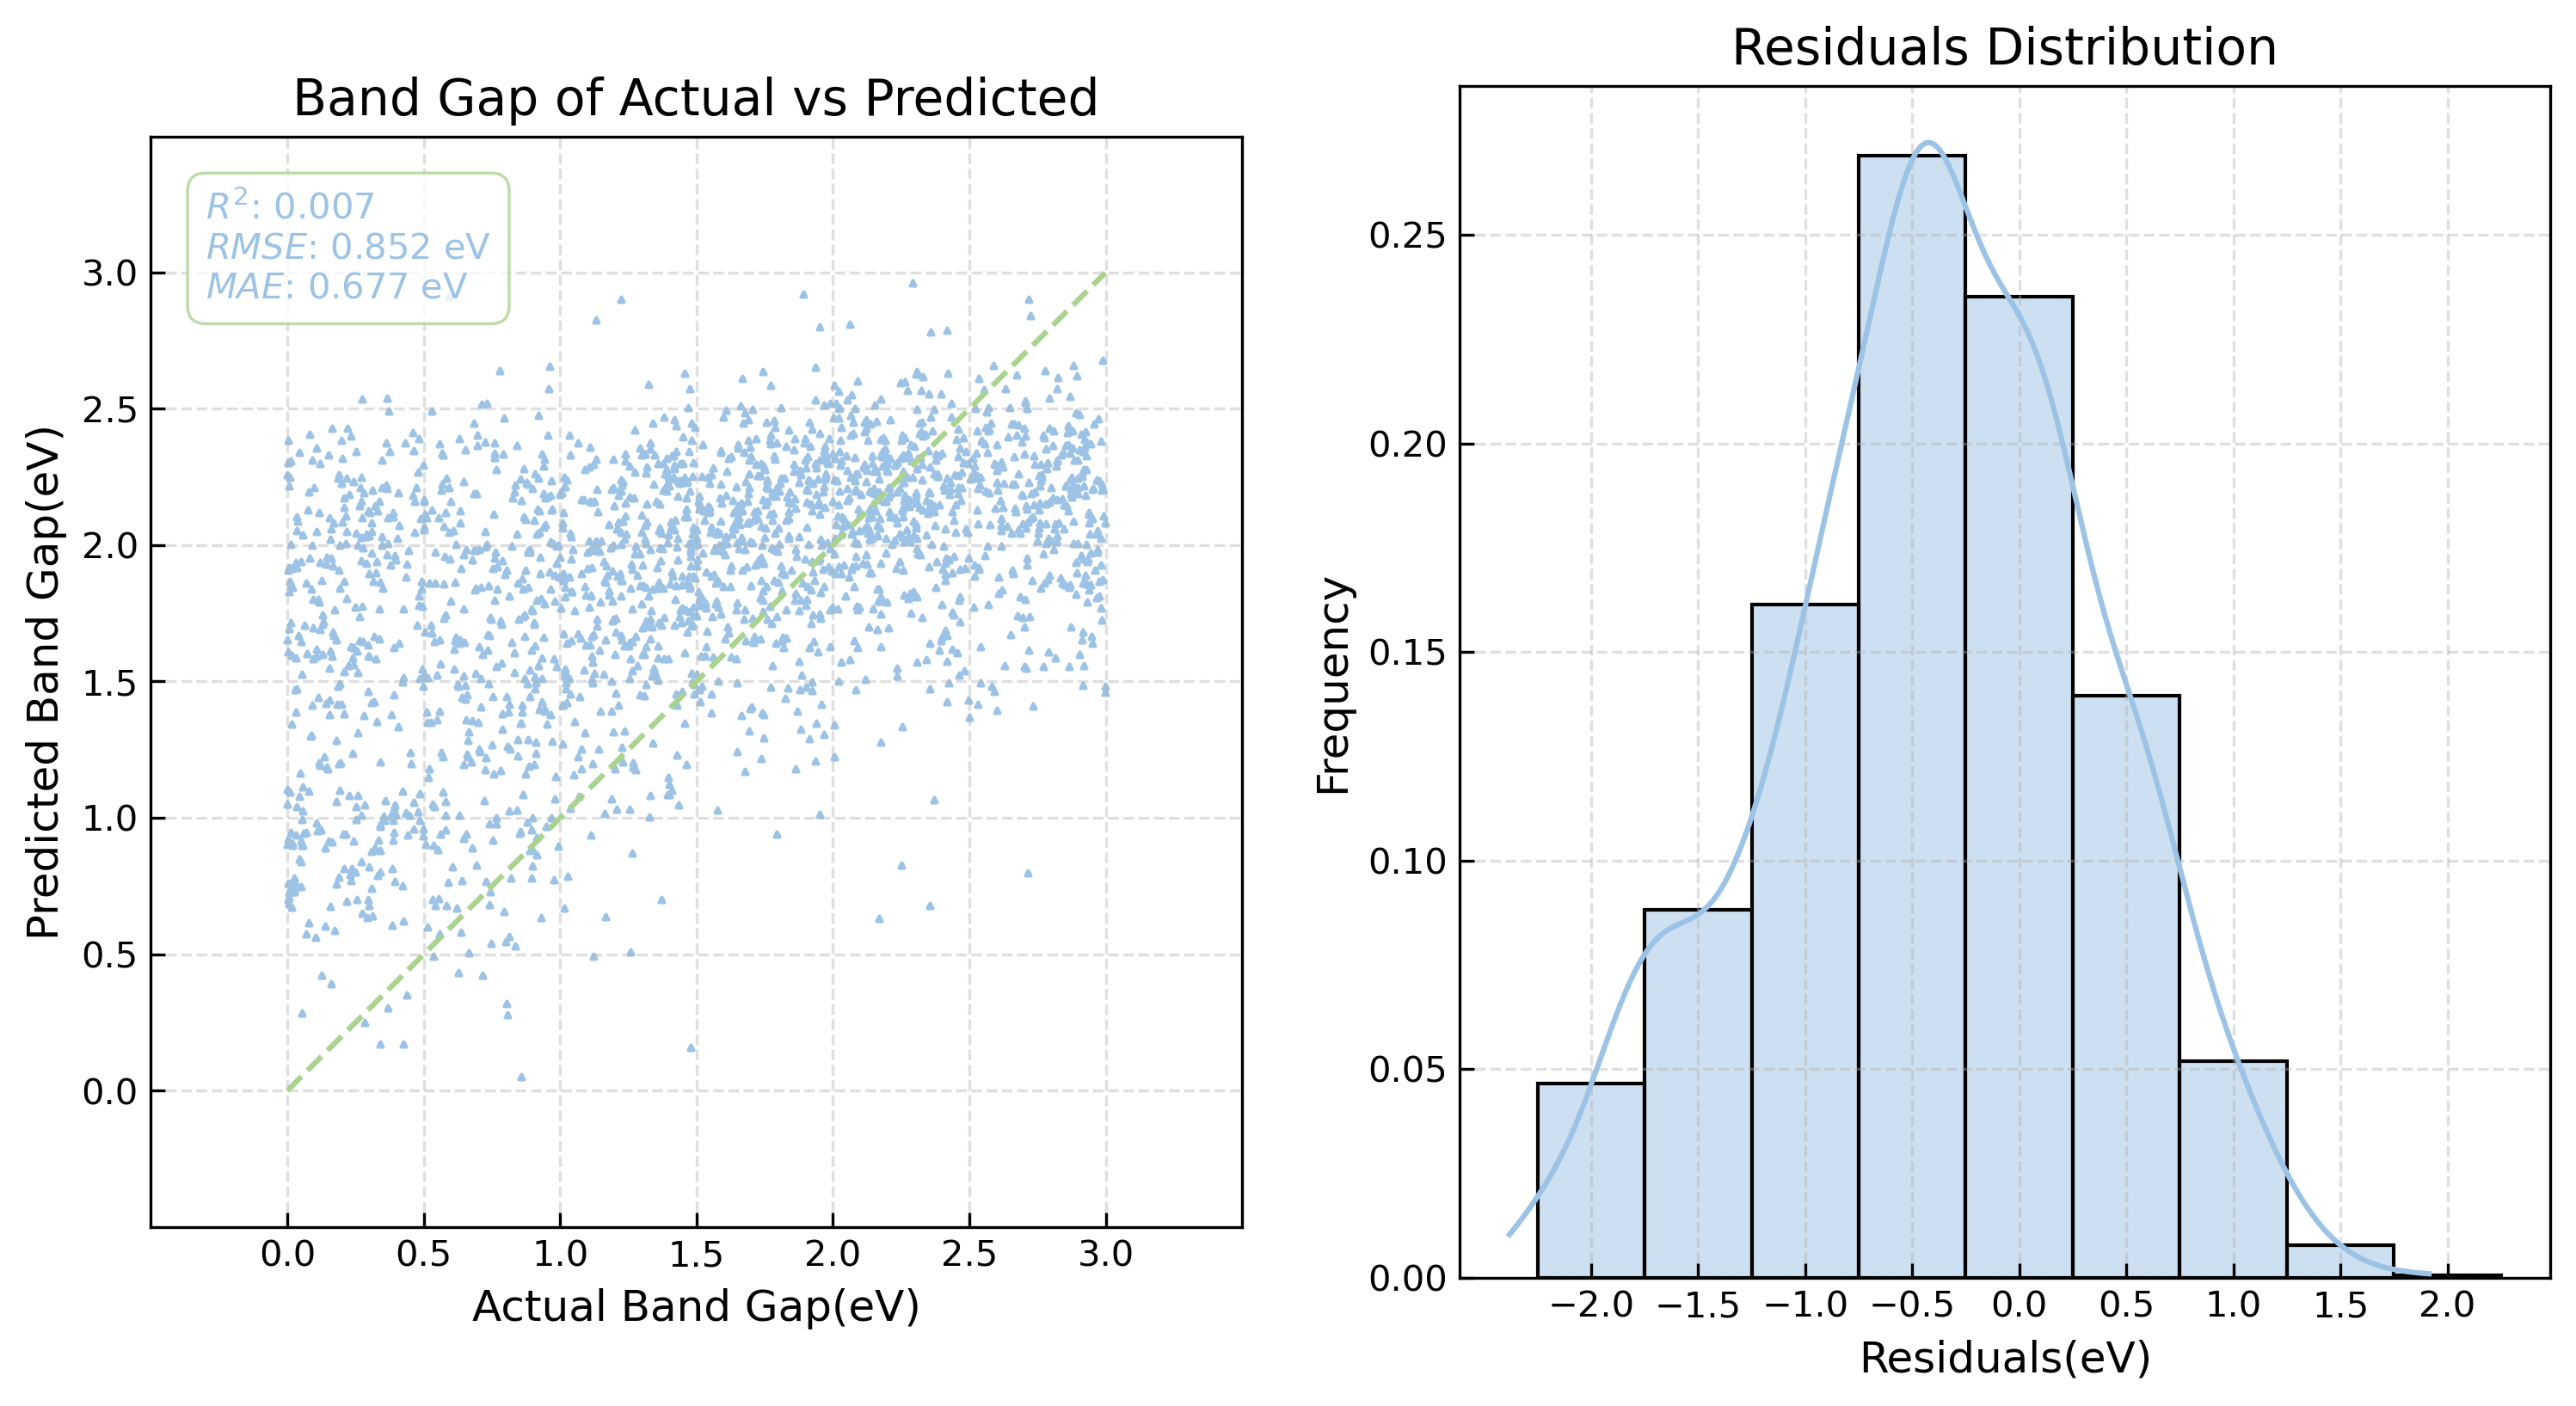 Band Gap of Actual vs Predicted
R²: 0.007
RMSE: 0.852 eV
MAE: 0.677 eV
Predicted Band Gap(eV)
3.0
2.5
2.0
1.5
1.0
0.5
0.0
0.0 0.5 1.0 1.5 2.0 2.5 3.0
Actual Band Gap(eV)
Residuals Distribution
Frequency
0.25
0.20
0.15
0.10
0.05
0.00
−2.0 −1.5 −1.0 −0.5 0.0 0.5 1.0 1.5 2.0
Residuals(eV)